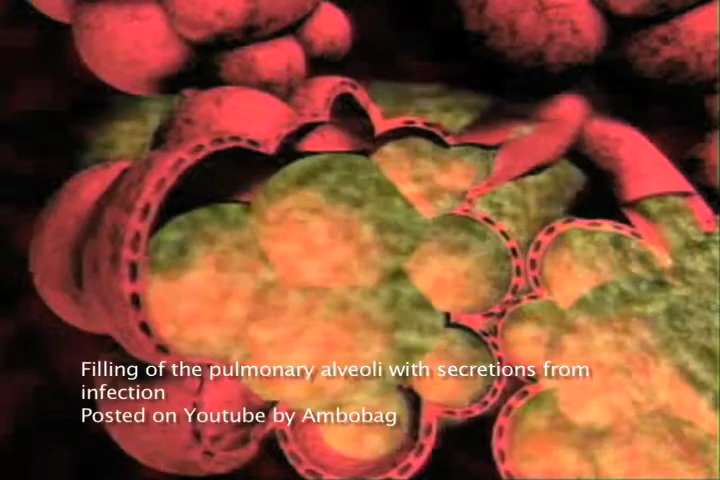 Filling of the pulmonary alveoli with secretions from
infection
Posted on Youtube by Ambobag